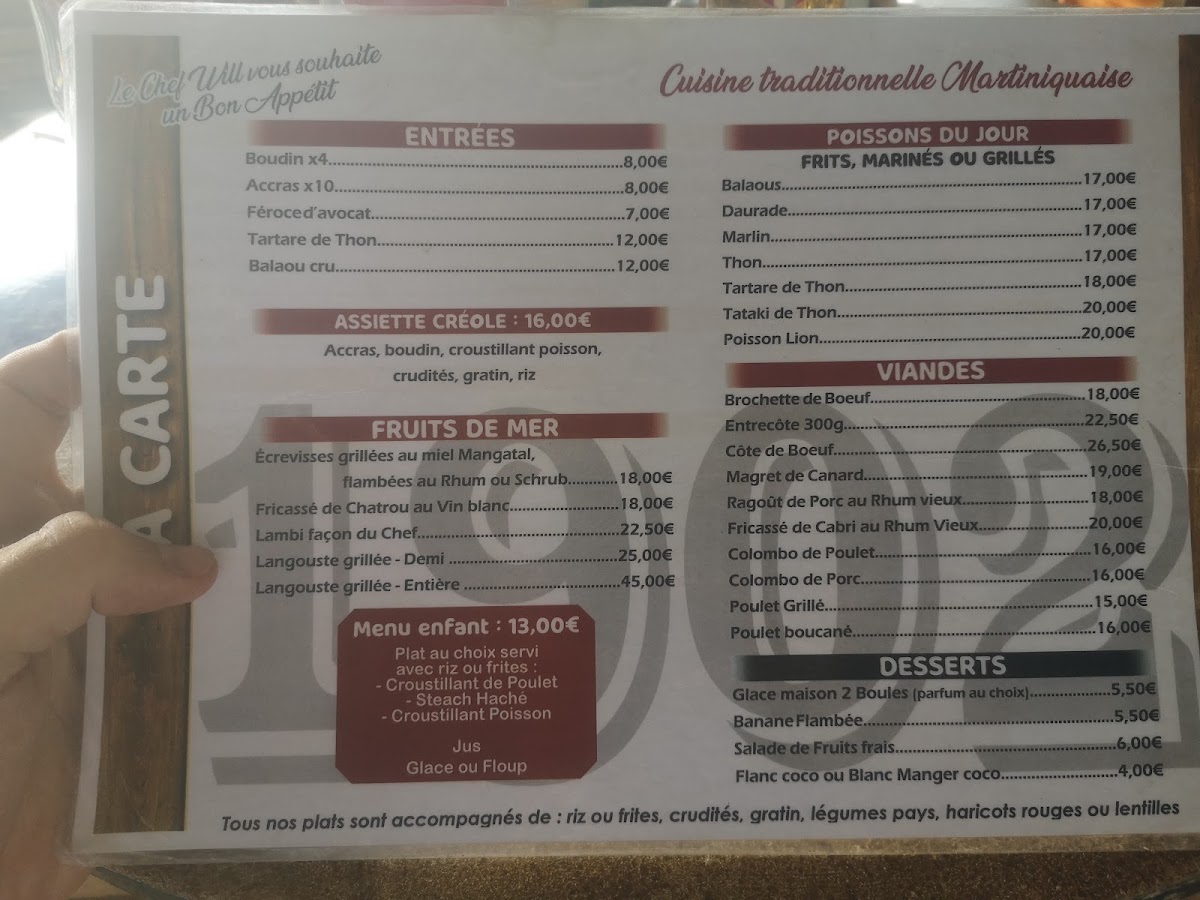 Le Chef Will vous souhaite
un Bon Appétit
Cuisine traditionnelle Martiniquaise
A CARTE
ENTRÉES
Boudin x4 8,00€
Accras x10 8,00€
Féroce d'avocat 7,00€
Tartare de Thon 12,00€
Balaou cru 12,00€
ASSIETTE CRÉOLE : 16,00€
Accras, boudin, croustillant poisson,
crudités, gratin, riz
FRUITS DE MER
Écrevisses grillées au miel Mangatal,
flambées au Rhum ou Schrub 18,00€
Fricassé de Chatrou au Vin blanc 18,00€
Lambi façon du Chef 22,50€
Langouste grillée - Demi 25,00€
Langouste grillée - Entière 45,00€
Menu enfant : 13,00€
Plat au choix servi
avec riz ou frites :
- Croustillant de Poulet
- Steach Haché
- Croustillant Poisson
Jus
Glace ou Floup
POISSONS DU JOUR
FRITS, MARINÉS OU GRILLÉS
Balaous 17,00€
Daurade 17,00€
Marlin 17,00€
Thon 17,00€
Tartare de Thon 18,00€
Tataki de Thon 20,00€
Poisson Lion 20,00€
VIANDES
Brochette de Boeuf 18,00€
Entrecôte 300g 22,50€
Côte de Boeuf 26,50€
Magret de Canard 19,00€
Ragoût de Porc au Rhum vieux 18,00€
Fricassé de Cabri au Rhum Vieux 20,00€
Colombo de Poulet 16,00€
Colombo de Porc 16,00€
Poulet Grillé 15,00€
Poulet boucané 16,00€
DESSERTS
Glace maison 2 Boules (parfum au choix) 5,50€
Banane Flambée 5,50€
Salade de Fruits frais 6,00€
Flanc coco ou Blanc Manger coco 4,00€
1902
Tous nos plats sont accompagnés de : riz ou frites, crudités, gratin, légumes pays, haricots rouges ou lentilles